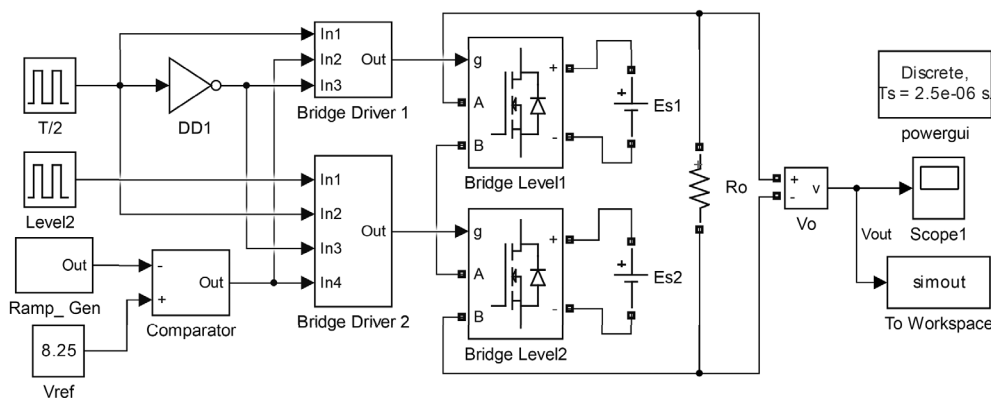 T/2
DD1
In1
In2
In3
Out
Bridge Driver 1
Level2
In1
In2
In3
In4
Out
Bridge Driver 2
Out
Ramp_ Gen
-
+
Out
Comparator
8.25
Vref
g
A
B
+
-
Bridge Level1
+
Es1
g
A
B
+
-
Bridge Level2
+
Es2
+
Ro
+
-
v
Vo
Discrete,
Ts = 2.5e-06 s.
powergui
Scope1
Vout
simout
To Workspace